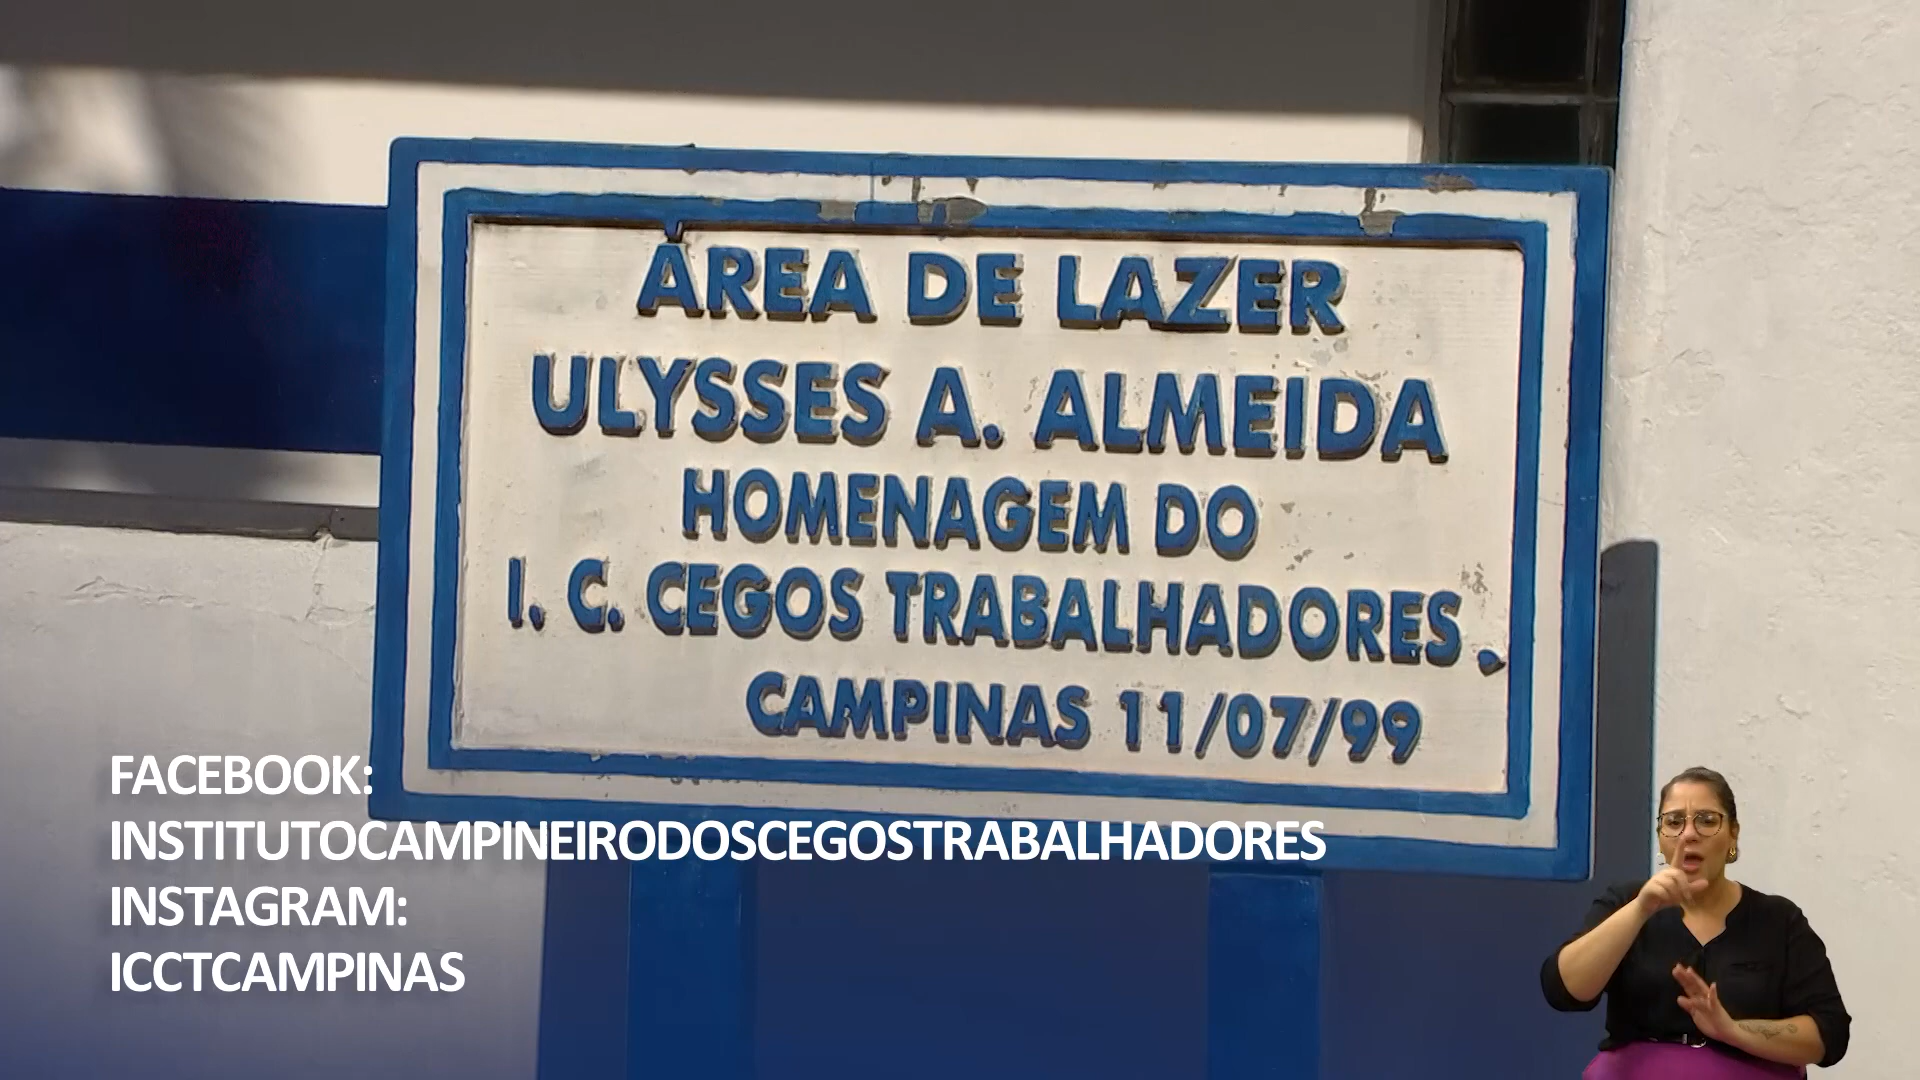 ÁREA DE LAZER
ULYSSES A. ALMEIDA
HOMENAGEM DO
I. C. CEGOS TRABALHADORES.
CAMPINAS 11/07/99
FACEBOOK:
INSTITUTOCAMPINEIRODOSCEGOSTRABALHADORES
INSTAGRAM:
ICCTCAMPINAS